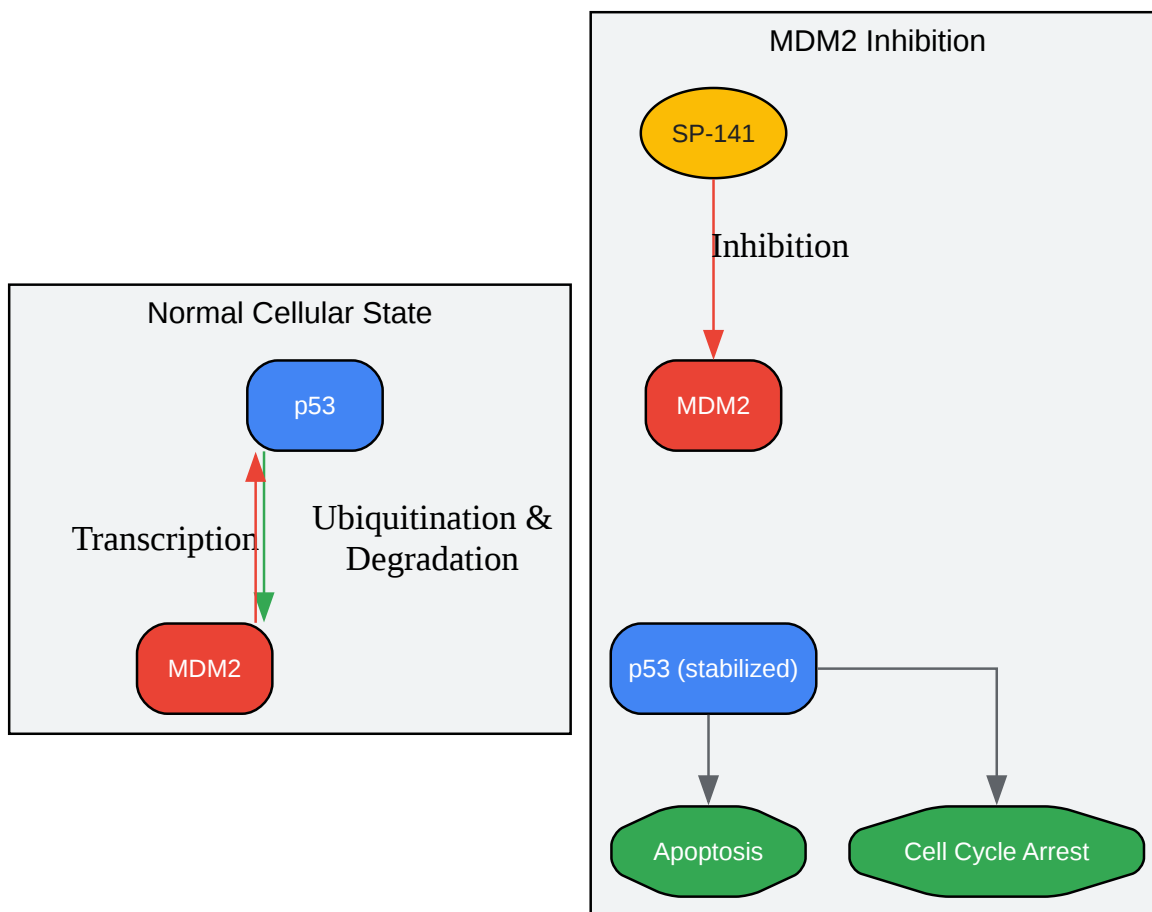 Normal Cellular State
p53
Transcription
Ubiquitination &
Degradation
MDM2
MDM2 Inhibition
SP-141
Inhibition
MDM2
p53 (stabilized)
Apoptosis
Cell Cycle Arrest